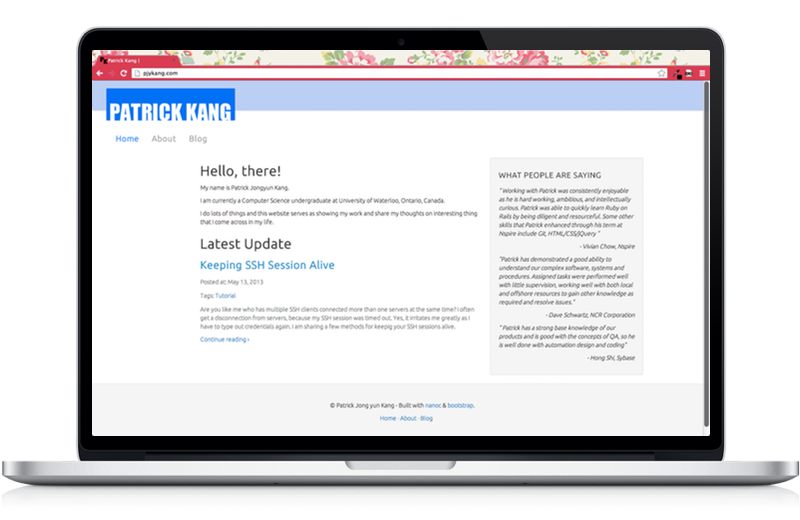 Patrick Kang |
pjykang.com
PATRICK KANG
Home About Blog
Hello, there!
My name is Patrick Jongyun Kang.
I am currently a Computer Science undergraduate at University of Waterloo, Ontario, Canada.
I do lots of things and this website serves as showing my work and share my thoughts on interesting thing
that I come across in my life.
Latest Update
Keeping SSH Session Alive
Posted at: May 13, 2013
Tags: Tutorial
Are you like me who has multiple SSH clients connected more than one servers at the same time? I often
get a disconnection from servers, because my SSH session was timed out. Yes, it irritates me greatly as I
have to type out credentials again. I am sharing a few methods for keepig your SSH sessions alive.
Continue reading ›
WHAT PEOPLE ARE SAYING
" Working with Patrick was consistently enjoyable
as he is hard working, ambitious, and intellectually
curious. Patrick was able to quickly learn Ruby on
Rails by being diligent and resourceful. Some other
skills that Patrick enhanced through his term at
Nspire include Git, HTML/CSS/jQuery "
- Vivian Chow, Nspire
"Patrick has demonstrated a good ability to
understand our complex software, systems and
procedures. Assigned tasks were performed well
with little supervision, working well with both local
and offshore resources to gain other knowledge as
required and resolve issues."
- Dave Schwartz, NCR Corporation
" Patrick has a strong base knowledge of our
products and is good with the concepts of QA, so he
is well done with automation design and coding"
- Hong Shi, Sybase
© Patrick Jong yun Kang - Built with nanoc & bootstrap.
Home · About · Blog